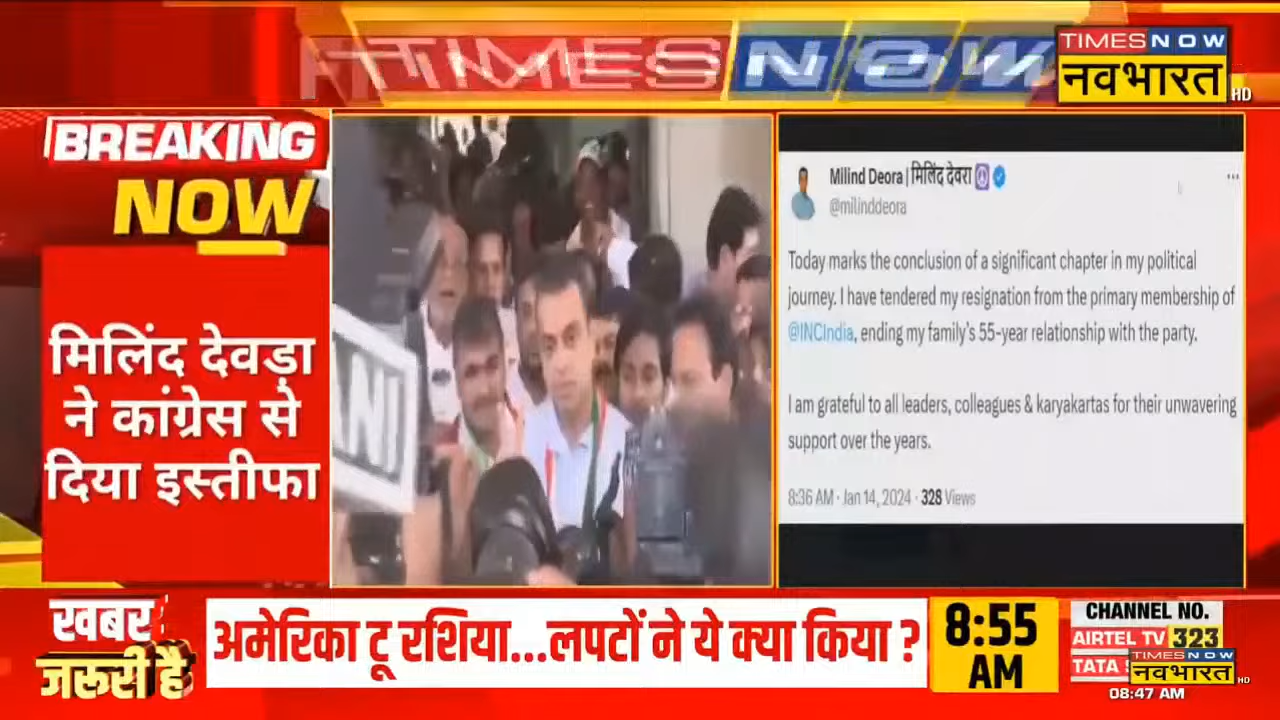 TIMES NOW
TIMES NOW
नवभारत HD
BREAKING
NOW
मिलिंद देवड़ा
ने कांग्रेस से
दिया इस्तीफा
ANI
Milind Deora | मिलिंद देवरा
@milinddeora
Today marks the conclusion of a significant chapter in my political
journey. I have tendered my resignation from the primary membership of
@INCIndia, ending my family's 55-year relationship with the party.
I am grateful to all leaders, colleagues & karyakartas for their unwavering
support over the years.
8:36 AM · Jan 14, 2024 · 328 Views
खबर
जरूरी है
अमेरिका टू रशिया...लपटों ने ये क्या किया ?
8:55
AM
CHANNEL NO.
AIRTEL TV 323
TATA
TIMES NOW
नवभारत HD
08:47 AM